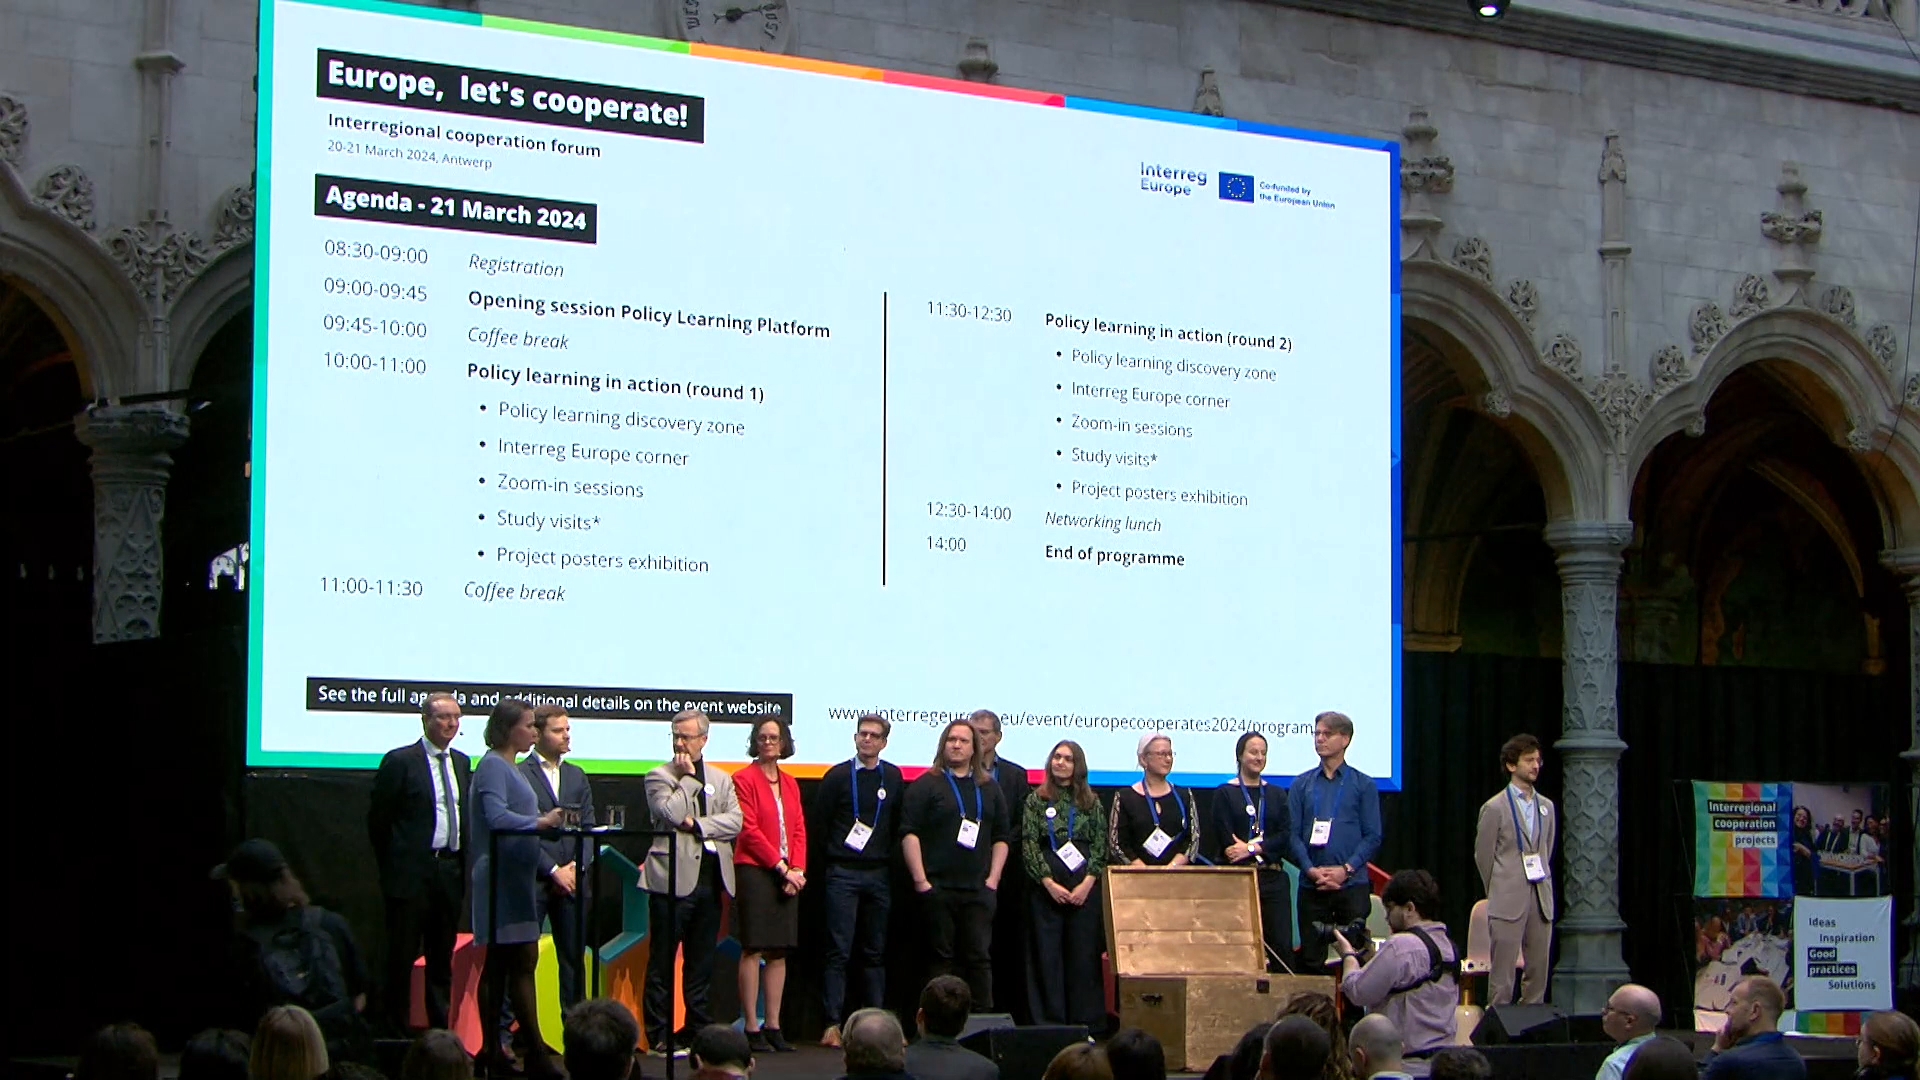 Europe, let's cooperate!
Interregional cooperation forum
20-21 March 2024, Antwerp
Interreg
Europe
Co-funded by
the European Union
Agenda - 21 March 2024
08:30-09:00 Registration
09:00-09:45 Opening session Policy Learning Platform
09:45-10:00 Coffee break
10:00-11:00 Policy learning in action (round 1)
• Policy learning discovery zone
• Interreg Europe corner
• Zoom-in sessions
• Study visits*
• Project posters exhibition
11:00-11:30 Coffee break
11:30-12:30 Policy learning in action (round 2)
• Policy learning discovery zone
• Interreg Europe corner
• Zoom-in sessions
• Study visits*
• Project posters exhibition
12:30-14:00 Networking lunch
14:00 End of programme
See the full agenda and additional details on the event website
eu/event/europecooperates2024/program
Interregional
cooperation
projects
Ideas
Inspiration
Good
practices
Solutions